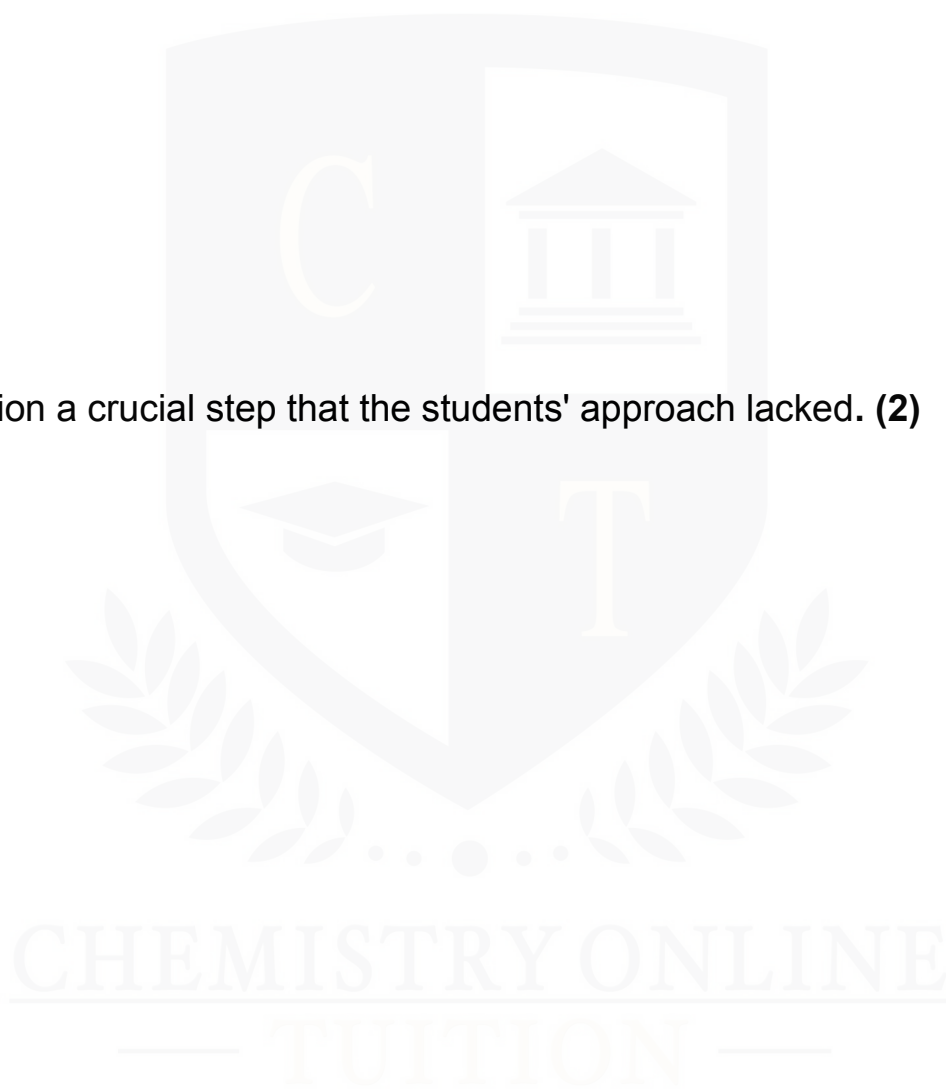 C
ion a crucial step that the students' approach lacked. (2)
T
CHEMISTRY ONLINE
TUITION